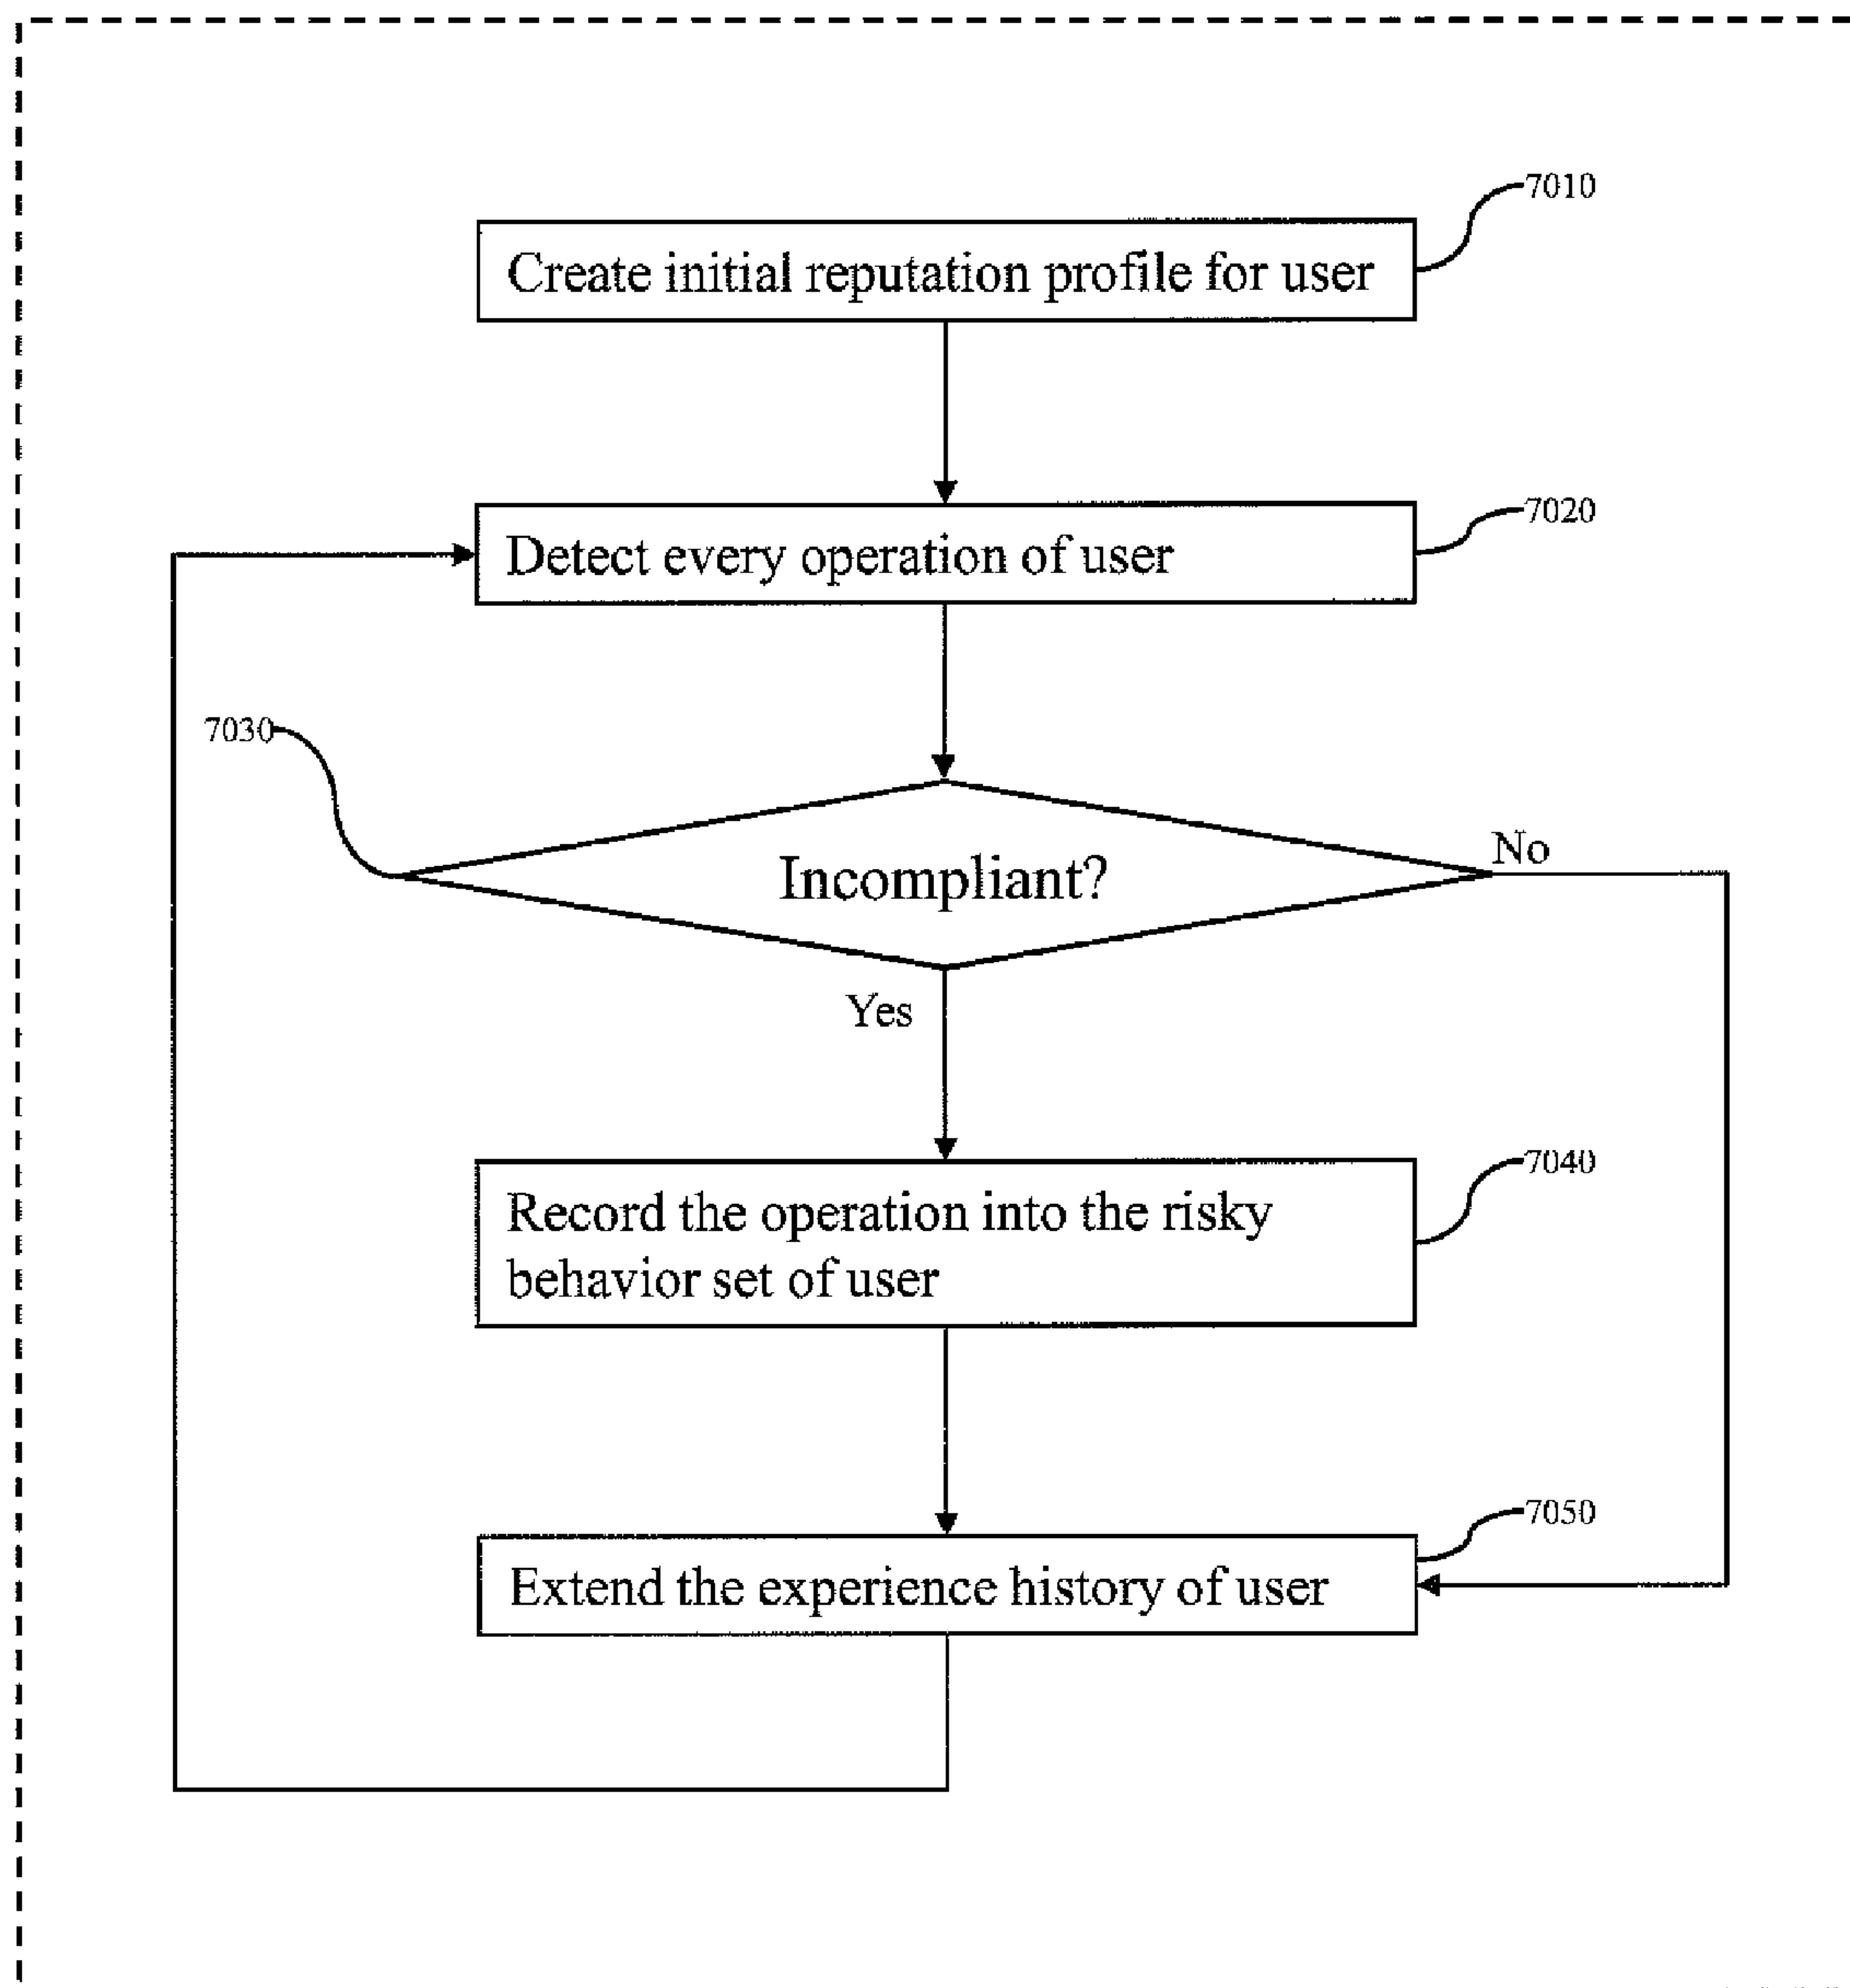 7010
Create initial reputation profile for user
7020
Detect every operation of user
7030
Incompliant?
No
Yes
7040
Record the operation into the risky
behavior set of user
7050
Extend the experience history of user